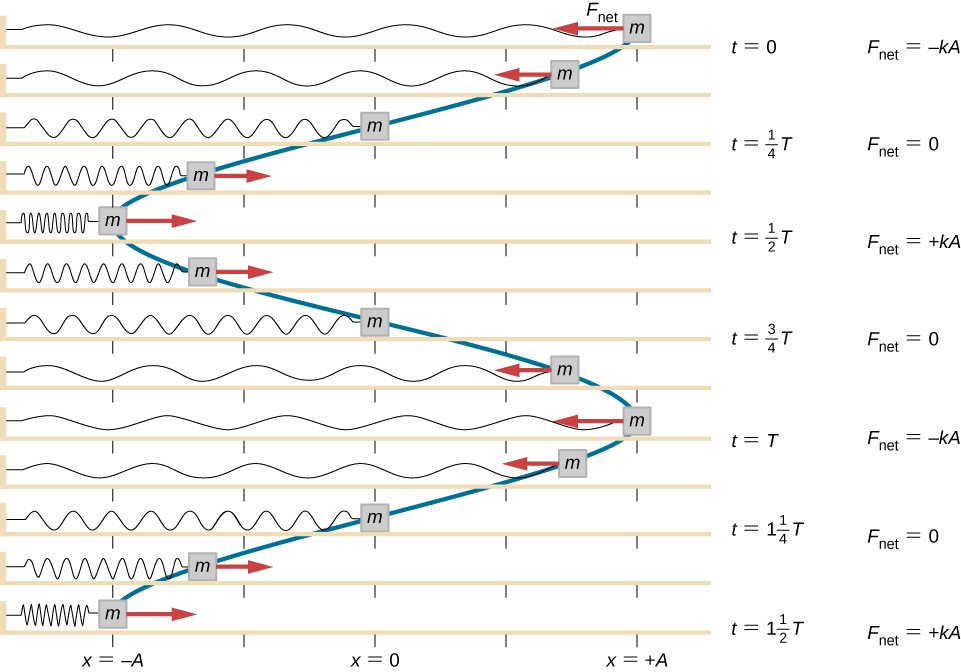 F_net
m
t = 0 F_net = –kA
m
m
t = 1/4 T F_net = 0
m
m
t = 1/2 T F_net = +kA
m
m
t = 3/4 T F_net = 0
m
m
t = T F_net = –kA
m
m
t = 1 1/4 T F_net = 0
m
m
t = 1 1/2 T F_net = +kA
x = –A x = 0 x = +A